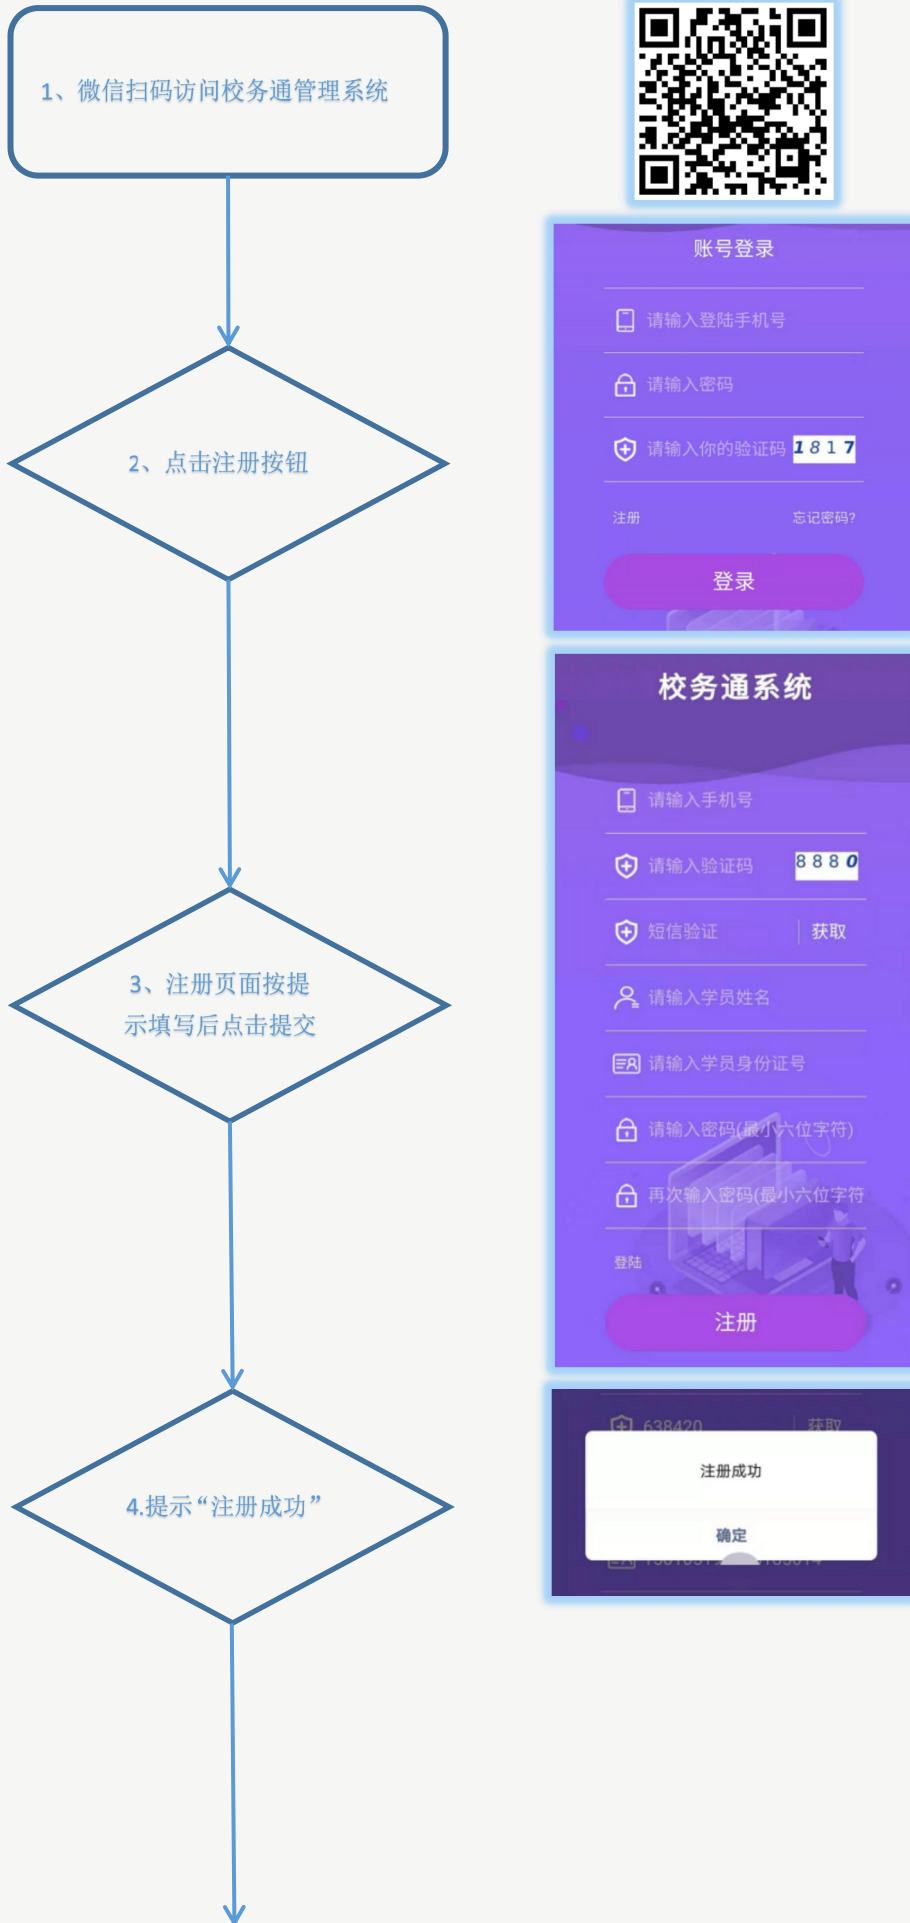 1、微信扫码访问校务通管理系统
2、点击注册按钮
3、注册页面按提
示填写后点击提交
4.提示“注册成功”
账号登录
请输入登陆手机号
请输入密码
请输入你的验证码 1817
注册 忘记密码?
登录
校务通系统
请输入手机号
请输入验证码 8880
短信验证 获取
请输入学员姓名
请输入学员身份证号
请输入密码(最小六位字符)
再次输入密码(最小六位字符
登陆
注册
638420 获取
注册成功
确定